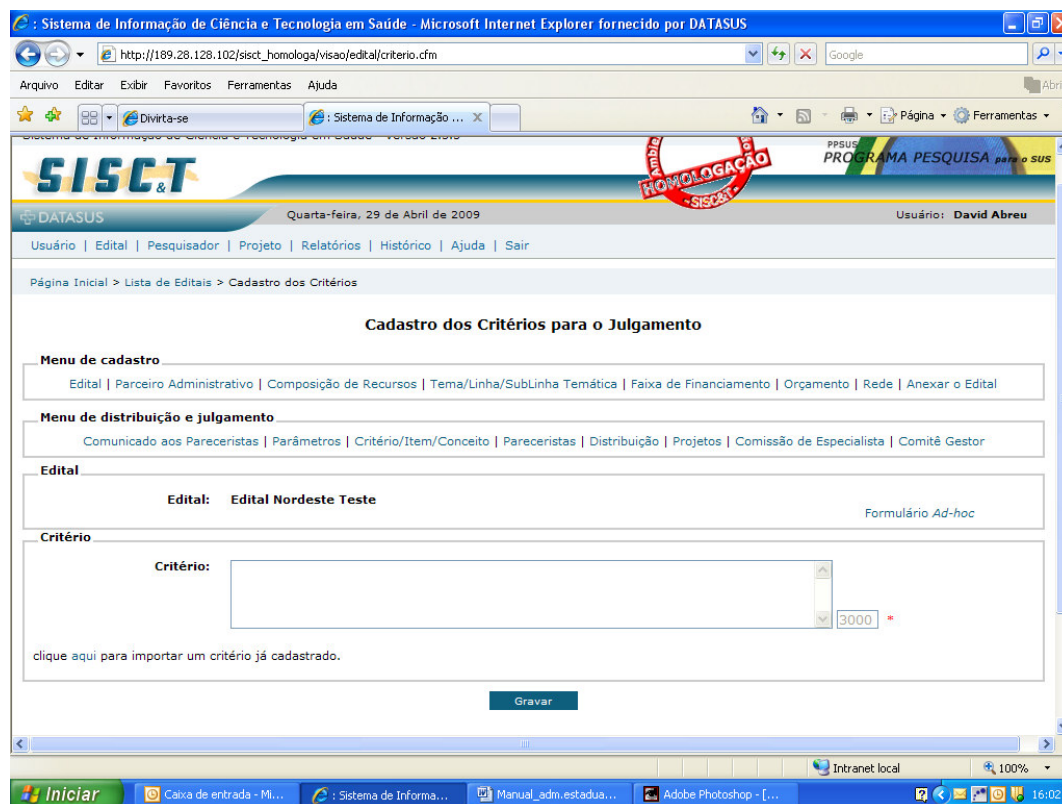 : Sistema de Informação de Ciência e Tecnologia em Saúde - Microsoft Internet Explorer fornecido por DATASUS
http://189.28.128.102/sisct_homologa/visao/edital/criterio.cfm
Google
Arquivo Editar Exibir Favoritos Ferramentas Ajuda
Abri
Divirta-se
: Sistema de Informação ... X
Página Ferramentas
SISC&T
HOMOLOGAÇÃO
SISC&T
PPSUS
PROGRAMA PESQUISA para o SUS
DATASUS
Quarta-feira, 29 de Abril de 2009
Usuário: David Abreu
Usuário | Edital | Pesquisador | Projeto | Relatórios | Histórico | Ajuda | Sair
Página Inicial > Lista de Editais > Cadastro dos Critérios
Cadastro dos Critérios para o Julgamento
Menu de cadastro
Edital | Parceiro Administrativo | Composição de Recursos | Tema/Linha/SubLinha Temática | Faixa de Financiamento | Orçamento | Rede | Anexar o Edital
Menu de distribuição e julgamento
Comunicado aos Pareceristas | Parâmetros | Critério/Item/Conceito | Pareceristas | Distribuição | Projetos | Comissão de Especialista | Comitê Gestor
Edital
Edital: Edital Nordeste Teste
Formulário Ad-hoc
Critério
Critério:
3000 *
clique aqui para importar um critério já cadastrado.
Gravar
Intranet local
100%
Iniciar
Caixa de entrada - Mi...
: Sistema de Informa...
Manual_adm.estadua...
Adobe Photoshop - [...
16:02